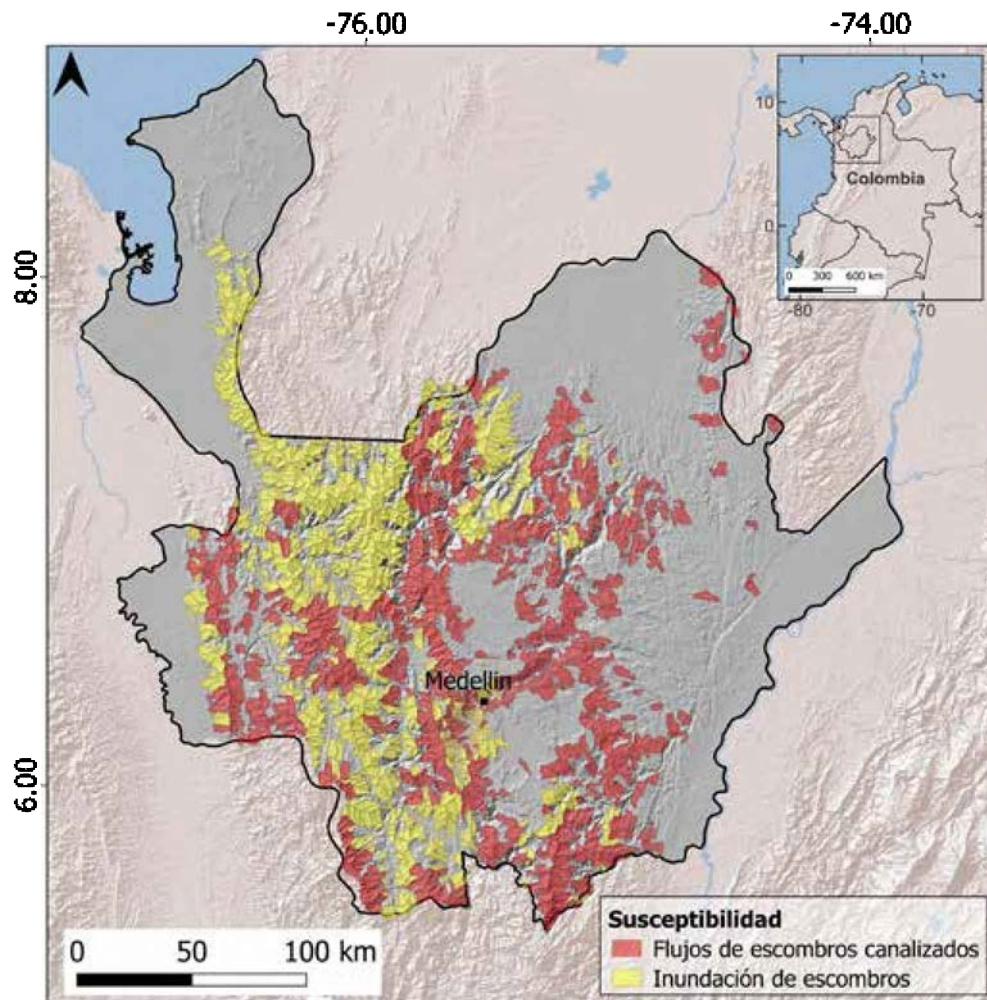 -76.00
-74.00
8.00
6.00
10
0
Colombia
0 300 600 km
-80
-70
Medellín
0 50 100 km
Susceptibilidad
Flujos de escombros canalizados
Inundación de escombros